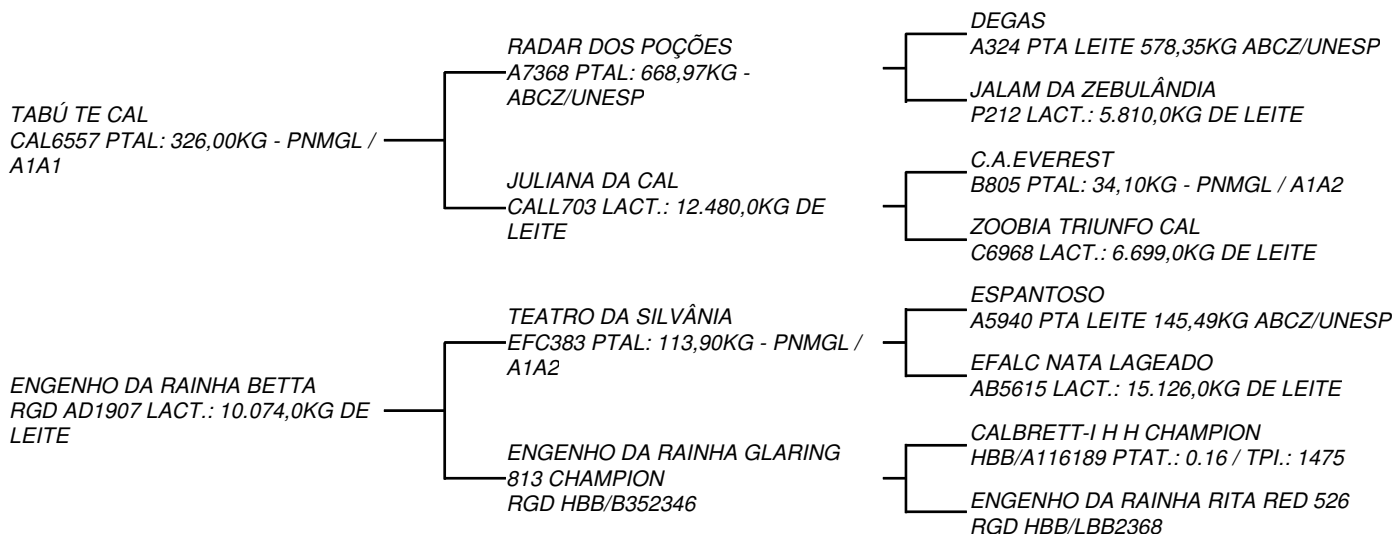 TABÚ TE CAL
CAL6557 PTAL: 326,00KG - PNMGL /
A1A1
ENGENHO DA RAINHA BETTA
RGD AD1907 LACT.: 10.074,0KG DE
LEITE
RADAR DOS POÇÕES
A7368 PTAL: 668,97KG -
ABCZ/UNESP
JULIANA DA CAL
CALL703 LACT.: 12.480,0KG DE
LEITE
TEATRO DA SILVÂNIA
EFC383 PTAL: 113,90KG - PNMGL /
A1A2
ENGENHO DA RAINHA GLARING
813 CHAMPION
RGD HBB/B352346
DEGAS
A324 PTA LEITE 578,35KG ABCZ/UNESP
JALAM DA ZEBULÂNDIA
P212 LACT.: 5.810,0KG DE LEITE
C.A.EVEREST
B805 PTAL: 34,10KG - PNMGL / A1A2
ZOOBIA TRIUNFO CAL
C6968 LACT.: 6.699,0KG DE LEITE
ESPANTOSO
A5940 PTA LEITE 145,49KG ABCZ/UNESP
EFALC NATA LAGEADO
AB5615 LACT.: 15.126,0KG DE LEITE
CALBRETT-I H H CHAMPION
HBB/A116189 PTAT.: 0.16 / TPI.: 1475
ENGENHO DA RAINHA RITA RED 526
RGD HBB/LBB2368